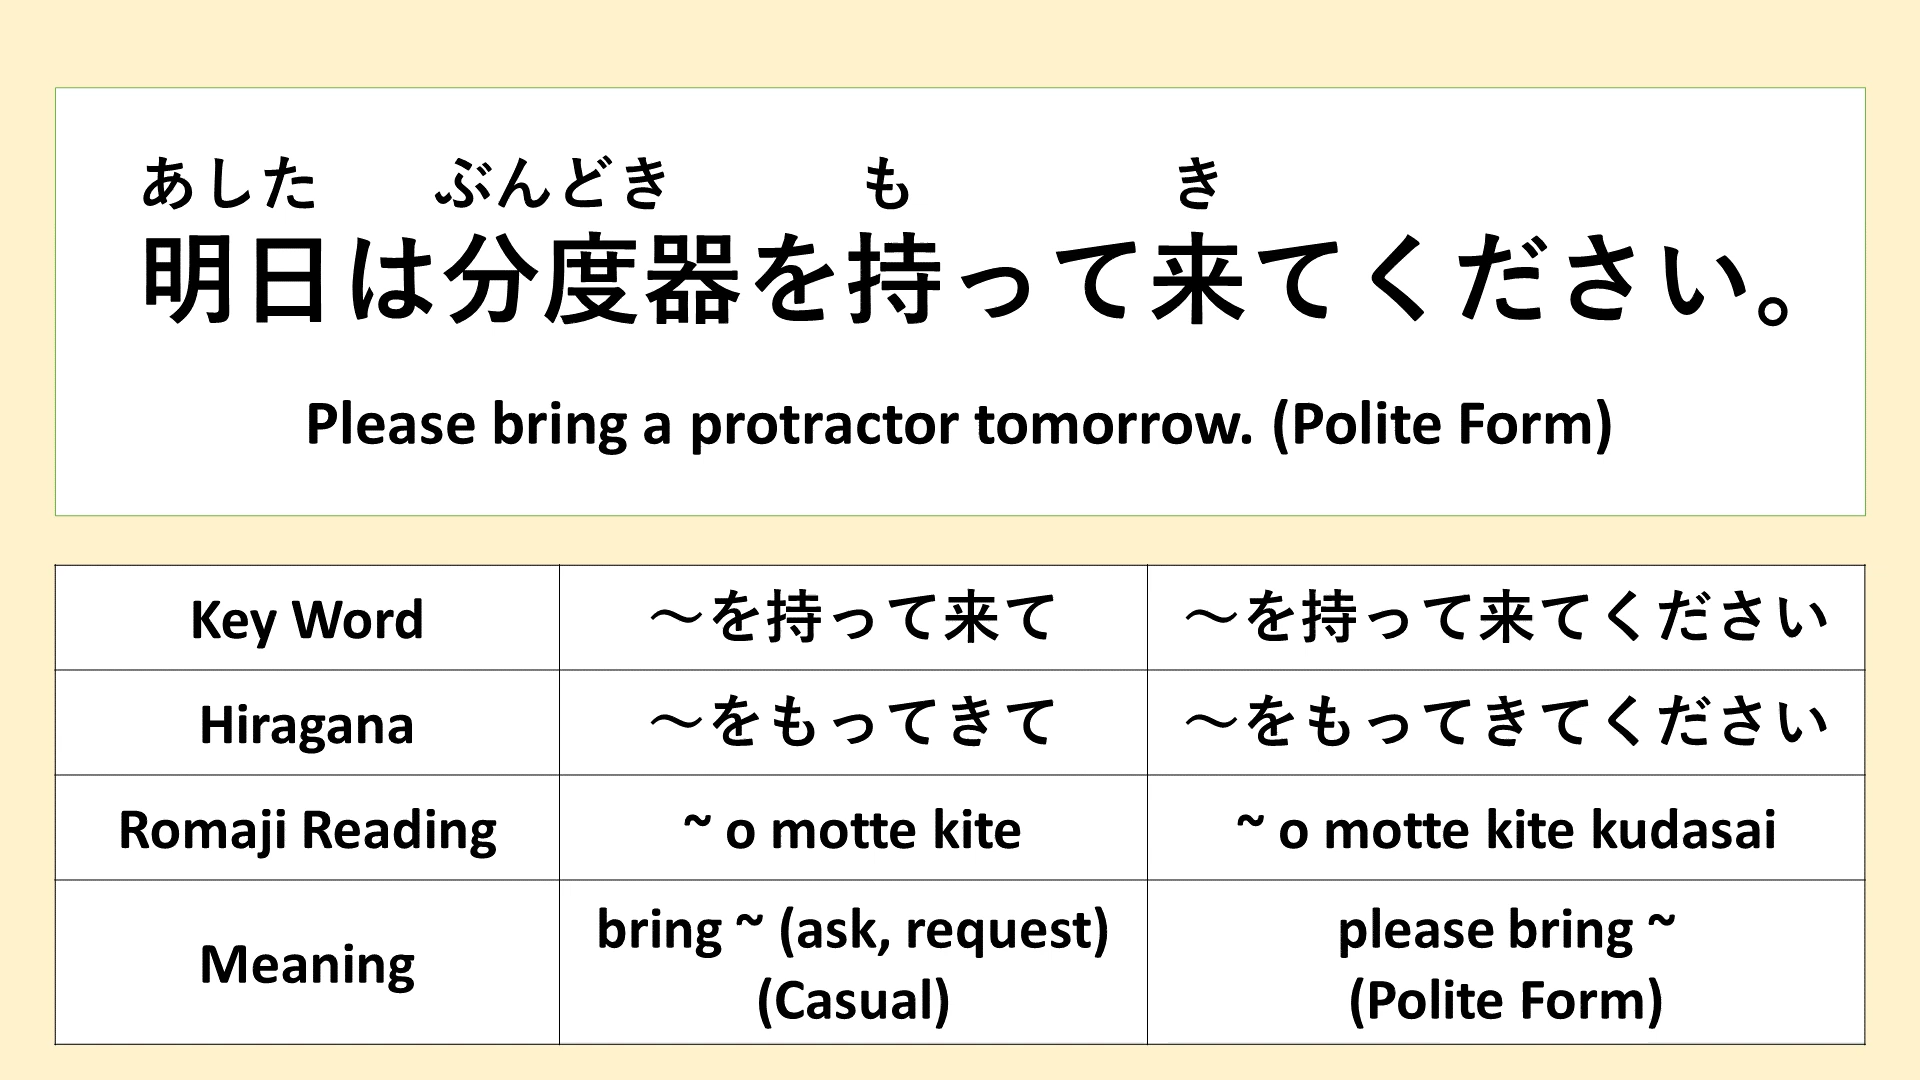 あした ぶんどき も き
明日は分度器を持って来てください。
Please bring a protractor tomorrow. (Polite Form)
Key Word ～を持って来て ～を持って来てください
Hiragana ～をもってきて ～をもってきてください
Romaji Reading ~ o motte kite ~ o motte kite kudasai
Meaning bring ~ (ask, request) (Casual) please bring ~ (Polite Form)